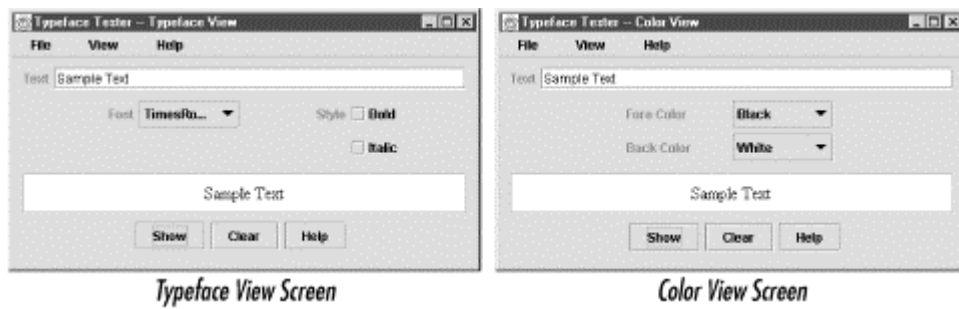 Typeface Tester -- Typeface View
File View Help
Text Sample Text
Font TimesRo... Style Bold
Italic
Sample Text
Show Clear Help
Typeface View Screen
Typeface Tester -- Color View
File View Help
Text Sample Text
Fore Color Black
Back Color White
Sample Text
Show Clear Help
Color View Screen